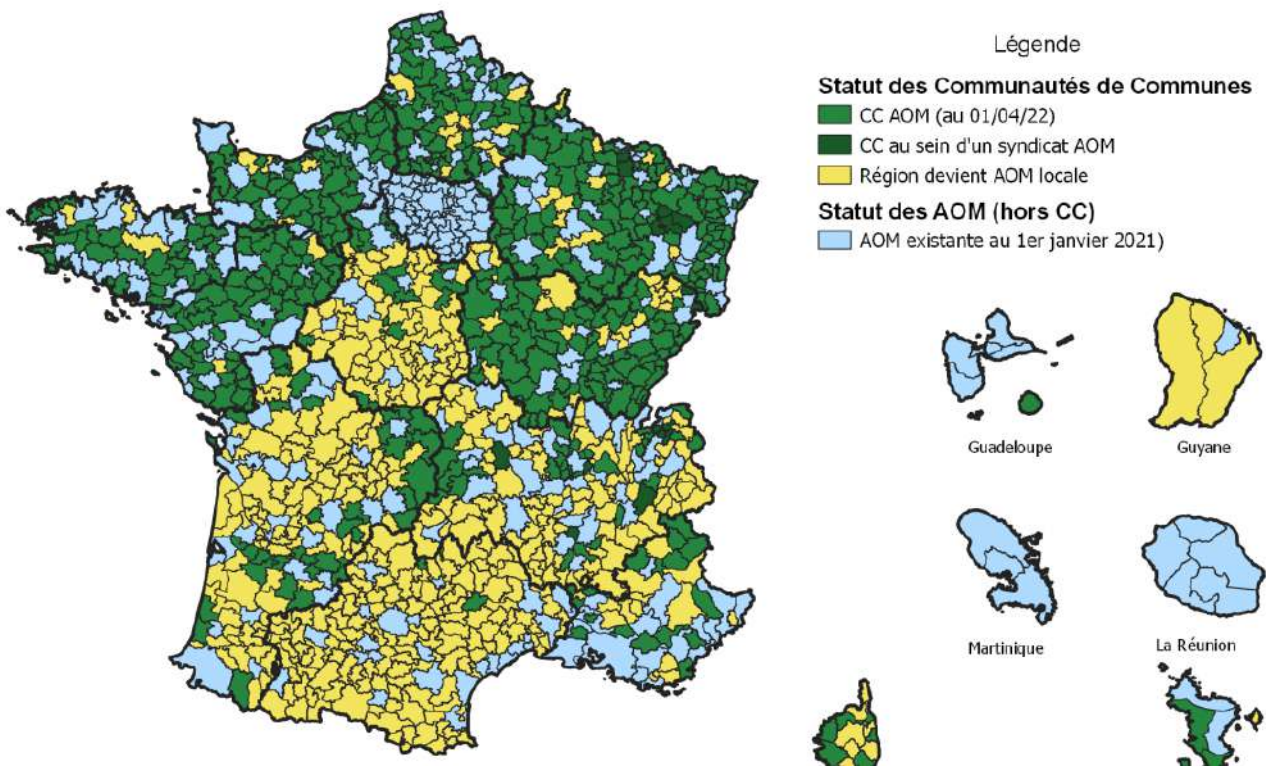 Légende
Statut des Communautés de Communes
CC AOM (au 01/04/22)
CC au sein d'un syndicat AOM
Région devient AOM locale
Statut des AOM (hors CC)
AOM existante au 1er janvier 2021)
Guadeloupe
Guyane
Martinique
La Réunion